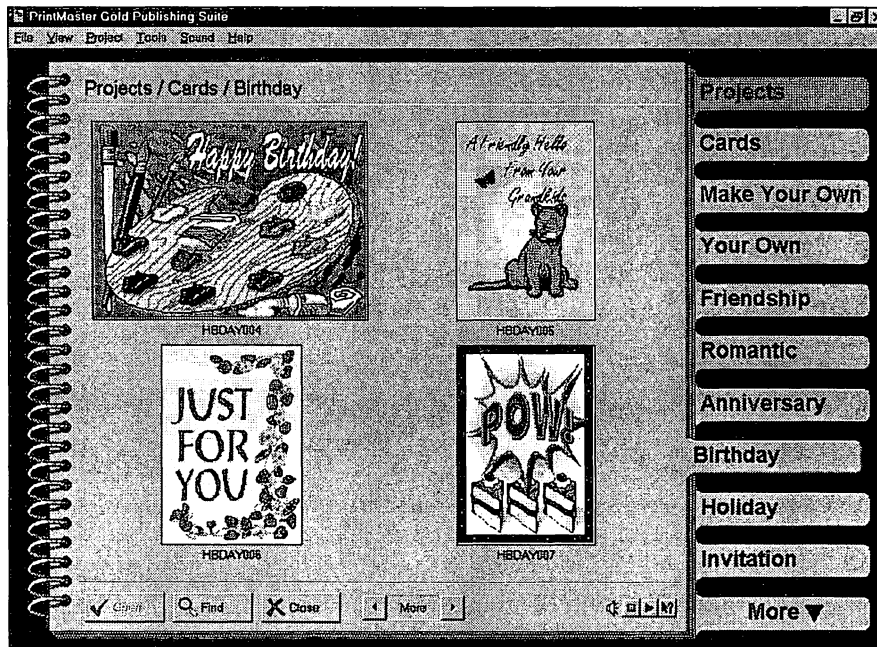 PrintMaster Gold Publishing Suite
File View Project Tools Sound Help
Projects / Cards / Birthday
Happy Birthday!
HBDAY004
A Friendly Hello
From Your
Grandkids
HBDAY005
JUST
FOR
YOU
HBDAY006
POW!
HBDAY007
Find Close More
Projects
Cards
Make Your Own
Your Own
Friendship
Romantic
Anniversary
Birthday
Holiday
Invitation
More ▼